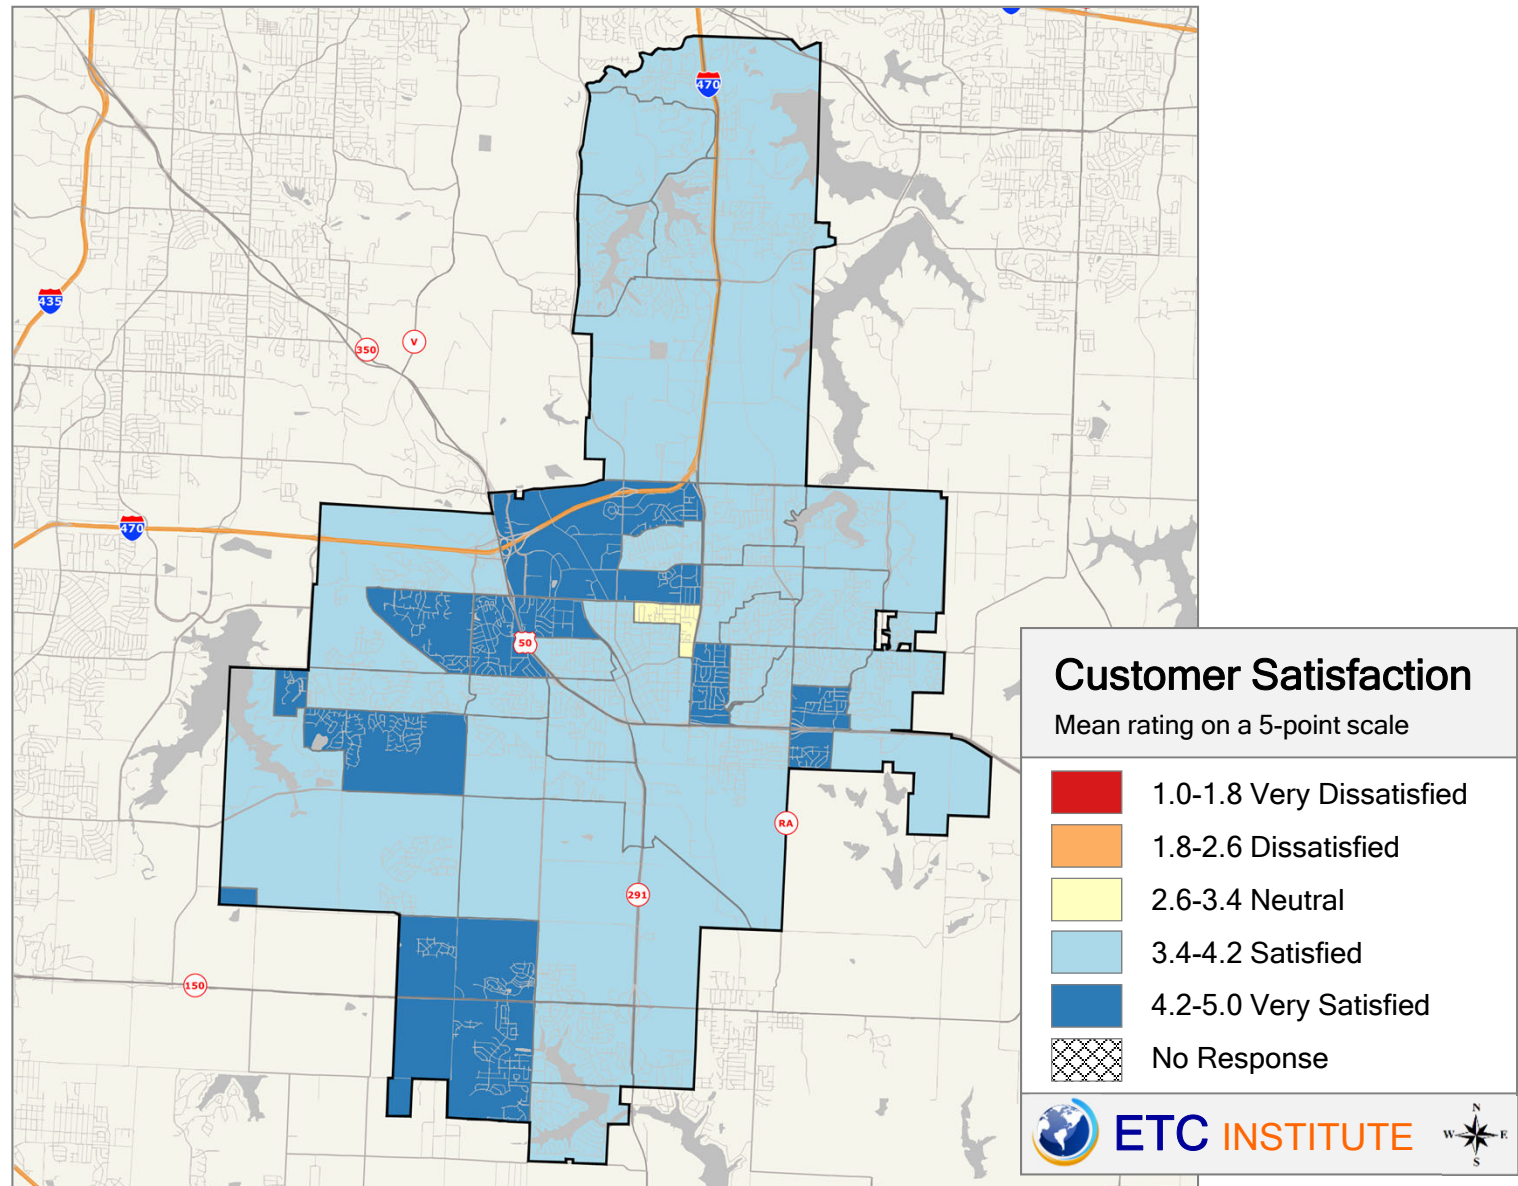 470
435
350
V
470
50
RA
291
150
Customer Satisfaction
Mean rating on a 5-point scale
1.0-1.8 Very Dissatisfied
1.8-2.6 Dissatisfied
2.6-3.4 Neutral
3.4-4.2 Satisfied
4.2-5.0 Very Satisfied
No Response
ETC INSTITUTE
N
W E
S